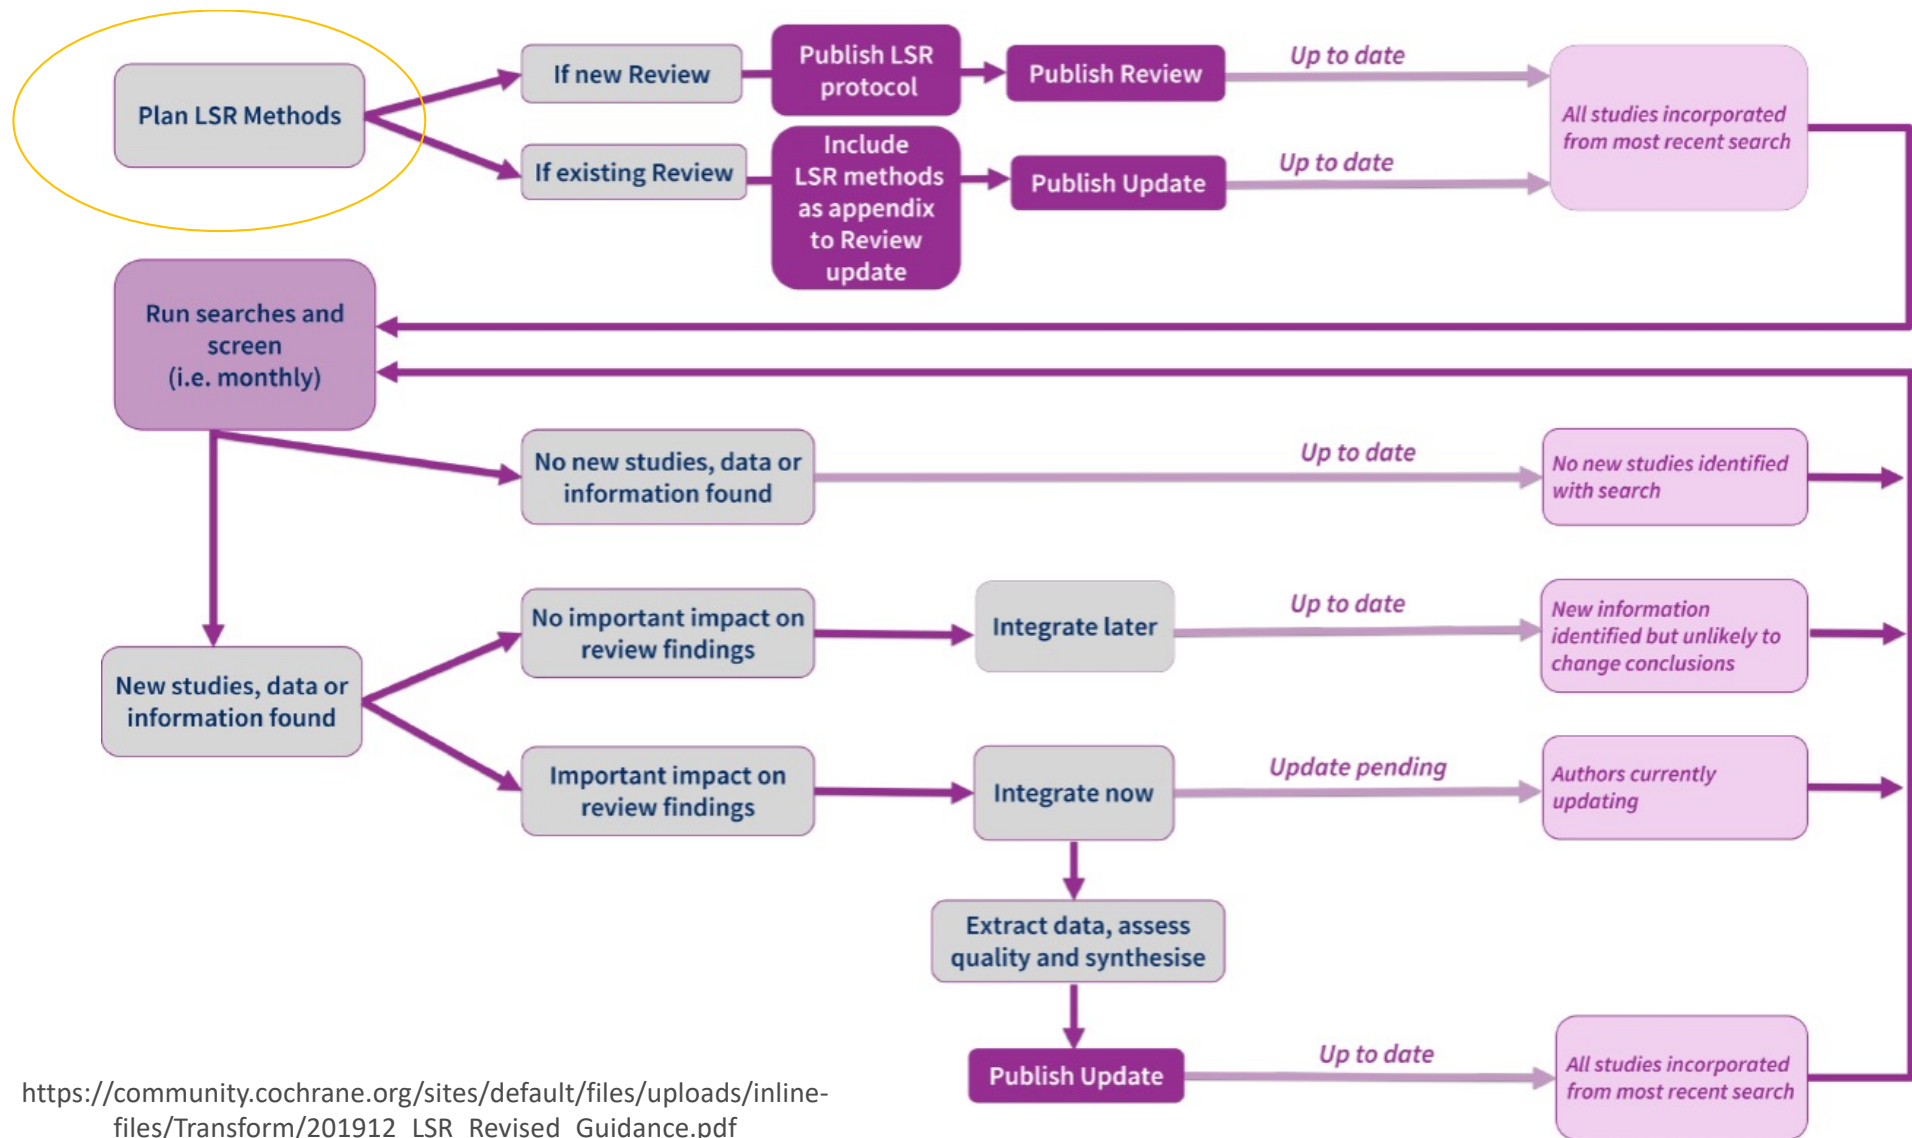 Plan LSR Methods
If new Review
Publish LSR
protocol
Publish Review
Up to date
All studies incorporated
from most recent search
If existing Review
Include
LSR methods
as appendix
to Review
update
Publish Update
Up to date
Run searches and
screen
(i.e. monthly)
No new studies, data or
information found
Up to date
No new studies identified
with search
New studies, data or
information found
No important impact on
review findings
Integrate later
Up to date
New information
identified but unlikely to
change conclusions
Important impact on
review findings
Integrate now
Update pending
Authors currently
updating
Extract data, assess
quality and synthesise
Publish Update
Up to date
All studies incorporated
from most recent search
https://community.cochrane.org/sites/default/files/uploads/inline-
files/Transform/201912_LSR_Revised_Guidance.pdf